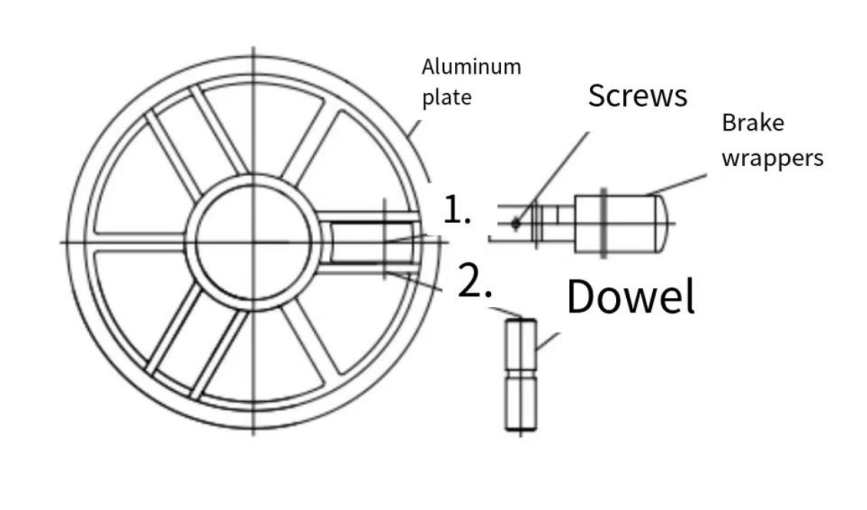 Aluminum
plate
Screws
Brake
wrappers
1.
2.
Dowel